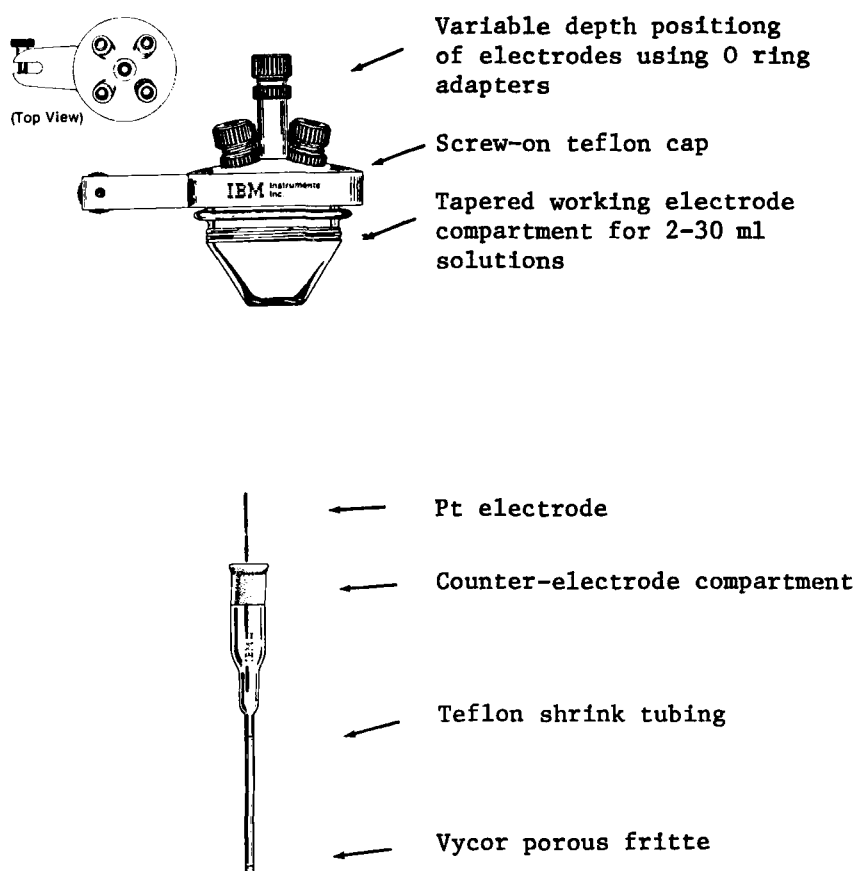 Variable depth positiong
of electrodes using O ring
adapters
(Top View)
Screw-on teflon cap
IBM Instruments Inc.
Tapered working electrode
compartment for 2-30 ml
solutions
Pt electrode
Counter-electrode compartment
IBM
Teflon shrink tubing
Vycor porous fritte